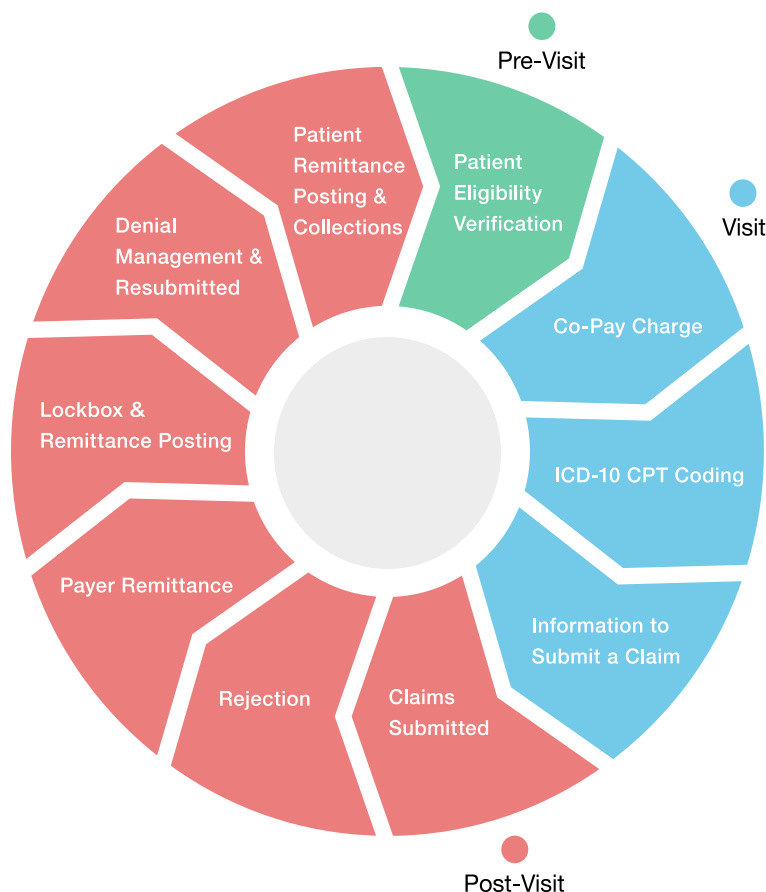 Pre-Visit
Patient
Eligibility
Verification
Visit
Co-Pay Charge
ICD-10 CPT Coding
Information to
Submit a Claim
Claims
Submitted
Post-Visit
Rejection
Payer Remittance
Lockbox &
Remittance Posting
Denial
Management &
Resubmitted
Patient
Remittance
Posting &
Collections